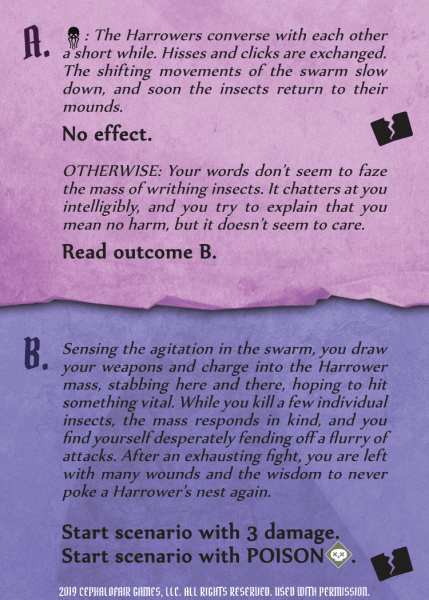 A. : The Harrowers converse with each other
a short while. Hisses and clicks are exchanged.
The shifting movements of the swarm slow
down, and soon the insects return to their
mounds.
No effect.
OTHERWISE: Your words don't seem to faze
the mass of writhing insects. It chatters at you
intelligibly, and you try to explain that you
mean no harm, but it doesn't seem to care.
Read outcome B.
B. Sensing the agitation in the swarm, you draw
your weapons and charge into the Harrower
mass, stabbing here and there, hoping to hit
something vital. While you kill a few individual
insects, the mass responds in kind, and you
find yourself desperately fending off a flurry of
attacks. After an exhausting fight, you are left
with many wounds and the wisdom to never
poke a Harrower's nest again.
Start scenario with 3 damage.
Start scenario with POISON.
2019 CEPHALOFAIR GAMES, LLC. ALL RIGHTS RESERVED. USED WITH PERMISSION.